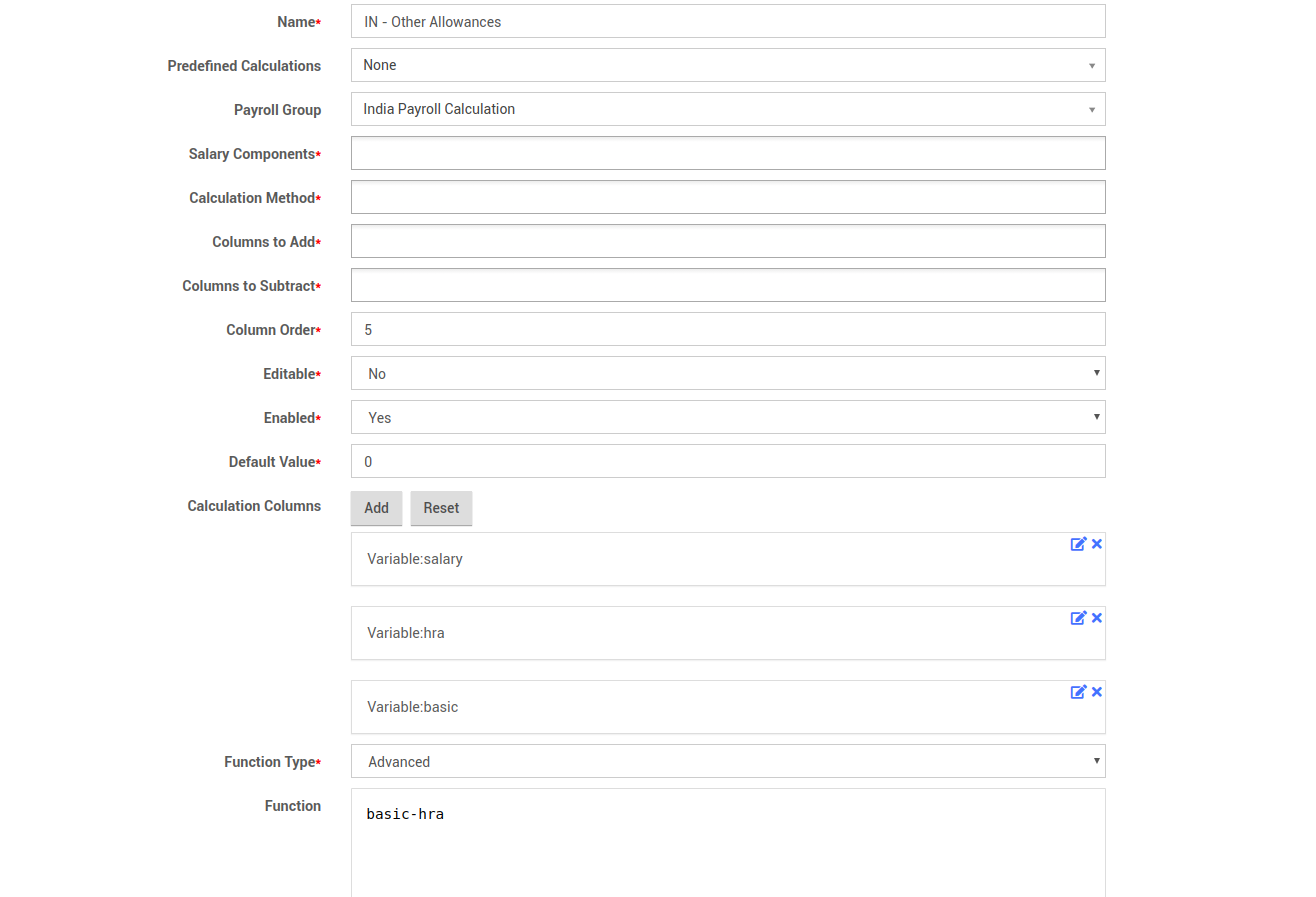 Name* IN - Other Allowances
Predefined Calculations None
Payroll Group India Payroll Calculation
Salary Components*
Calculation Method*
Columns to Add*
Columns to Subtract*
Column Order* 5
Editable* No
Enabled* Yes
Default Value* 0
Calculation Columns Add Reset
Variable:salary
Variable:hra
Variable:basic
Function Type* Advanced
Function basic-hra